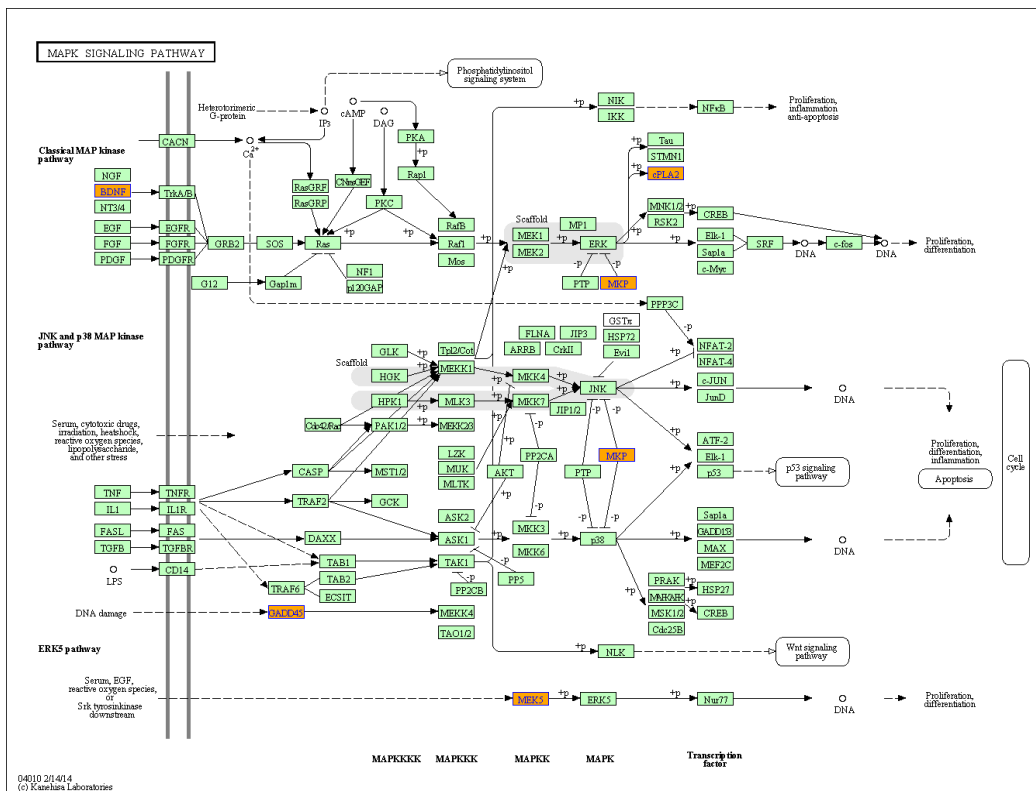 MAPK SIGNALING PATHWAY
Phosphatidylinositol
signaling system
Heterotorimeric
G-protein
IP3
cAMP
DAG
Ca2+
CACN
PKA
+p
Rap1
+p
NIK
IKK
NFκB
Proliferation,
inflammation
anti-apoptosis
Classical MAP kinase
pathway
NGF
BDNF
NT3/4
TrkA/B
EGF
EGFR
FGF
FGFR
PDGF
PDGFR
GRB2
SOS
Ras
RasGRF
RasGRP
CNrasGEF
PKC
RafB
Raf1
Mos
+p
+p
+p
Scaffold
MEK1
MEK2
MP1
+p
ERK
+p
Tau
STMN1
cPLA2
+p
MNK1/2
RSK2
+p
CREB
+p
Elk-1
Sap1a
c-Myc
SRF
DNA
c-fos
DNA
Proliferation,
differentiation
G12
Gap1m
NF1
p120GAP
+p
-p
-p
PTP
MKP
PPP3C
-p
JNK and p38 MAP kinase
pathway
GLK
HGK
Scaffold
+p
+p
Tpl2/Cot
MEKK1
FLNA
ARRB
JIP3
CrkII
GSTπ
HSP72
Evi1
NFAT-2
NFAT-4
+p
MKK4
+p
JNK
+p
c-JUN
JunD
DNA
HPK1
+p
MLK3
+p
MKK7
+p
JIP1/2
Cdc42/Rac
PAK1/2
MEKK2/3
Serum, cytotoxic drugs,
irradiation, heatshock,
reactive oxygen species,
lipopolysaccharide,
and other stress
LZK
MUK
MLTK
-p
PP2CA
-p
-p
+p
ATF-2
Elk-1
p53
p53 signaling
pathway
Proliferation,
differentiation,
inflammation
Apoptosis
Cell
cycle
CASP
MST1/2
AKT
PTP
MKP
TNF
TNFR
IL1
IL1R
TRAF2
GCK
-p
-p
-p
-p
FASL
FAS
TGFB
TGFBR
DAXX
ASK2
ASK1
+p
MKK3
MKK6
+p
p38
+p
Sap1a
GADD153
MAX
MEF2C
DNA
LPS
CD14
TAB1
TAK1
-p
-p
PP5
TRAF6
TAB2
ECSIT
PP2CB
+p
PRAK
MAPKAPK
MSK1/2
Cdc25B
+p
+p
HSP27
CREB
DNA damage
GADD45
MEKK4
TAO1/2
ERK5 pathway
+p
NLK
Wnt signaling
pathway
Serum, EGF,
reactive oxygen species,
or
Srk tyrosinkinase
downstream
MEK5
+p
ERK5
+p
Nur77
DNA
Proliferation,
differentiation
MAPKKKK
MAPKKK
MAPKK
MAPK
Transcription
factor
04010 2/14/14
(c) Kanehisa Laboratories